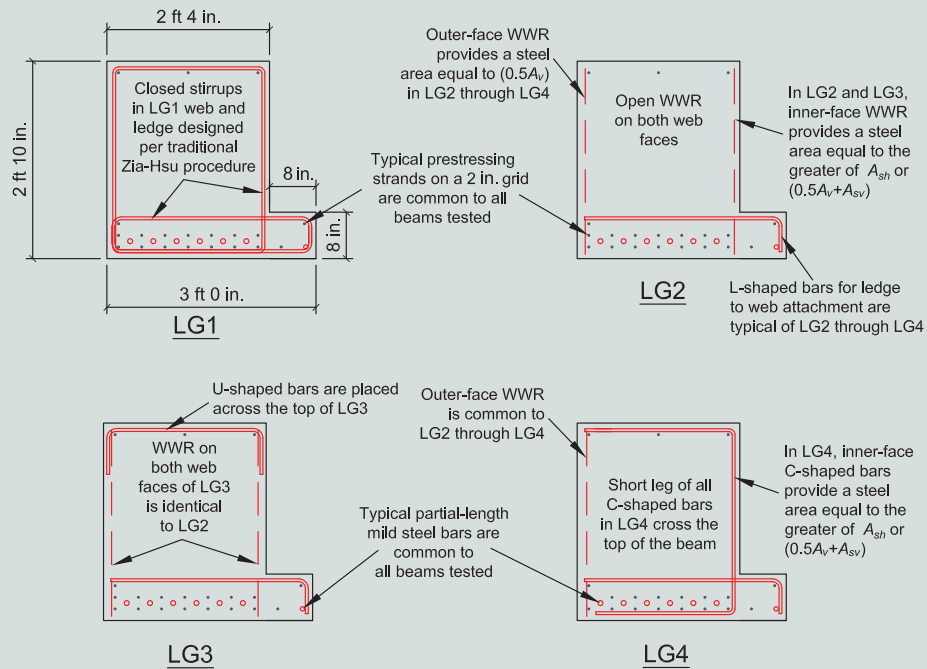 2 ft 4 in.
2 ft 10 in.
Closed stirrups
in LG1 web and
ledge designed
per traditional
Zia-Hsu procedure
8 in.
8 in.
3 ft 0 in.
LG1
Typical prestressing
strands on a 2 in. grid
are common to all
beams tested
Outer-face WWR
provides a steel
area equal to (0.5Av)
in LG2 through LG4
Open WWR
on both web
faces
In LG2 and LG3,
inner-face WWR
provides a steel
area equal to the
greater of Ash or
(0.5Av+Asv)
L-shaped bars for ledge
to web attachment are
typical of LG2 through LG4
LG2
U-shaped bars are placed
across the top of LG3
WWR on
both web
faces of LG3
is identical
to LG2
Typical partial-length
mild steel bars are
common to
all beams tested
LG3
Outer-face WWR
is common to
LG2 through LG4
Short leg of all
C-shaped bars
in LG4 cross the
top of the beam
In LG4, inner-face
C-shaped bars
provide a steel
area equal to the
greater of Ash or
(0.5Av+Asv)
LG4